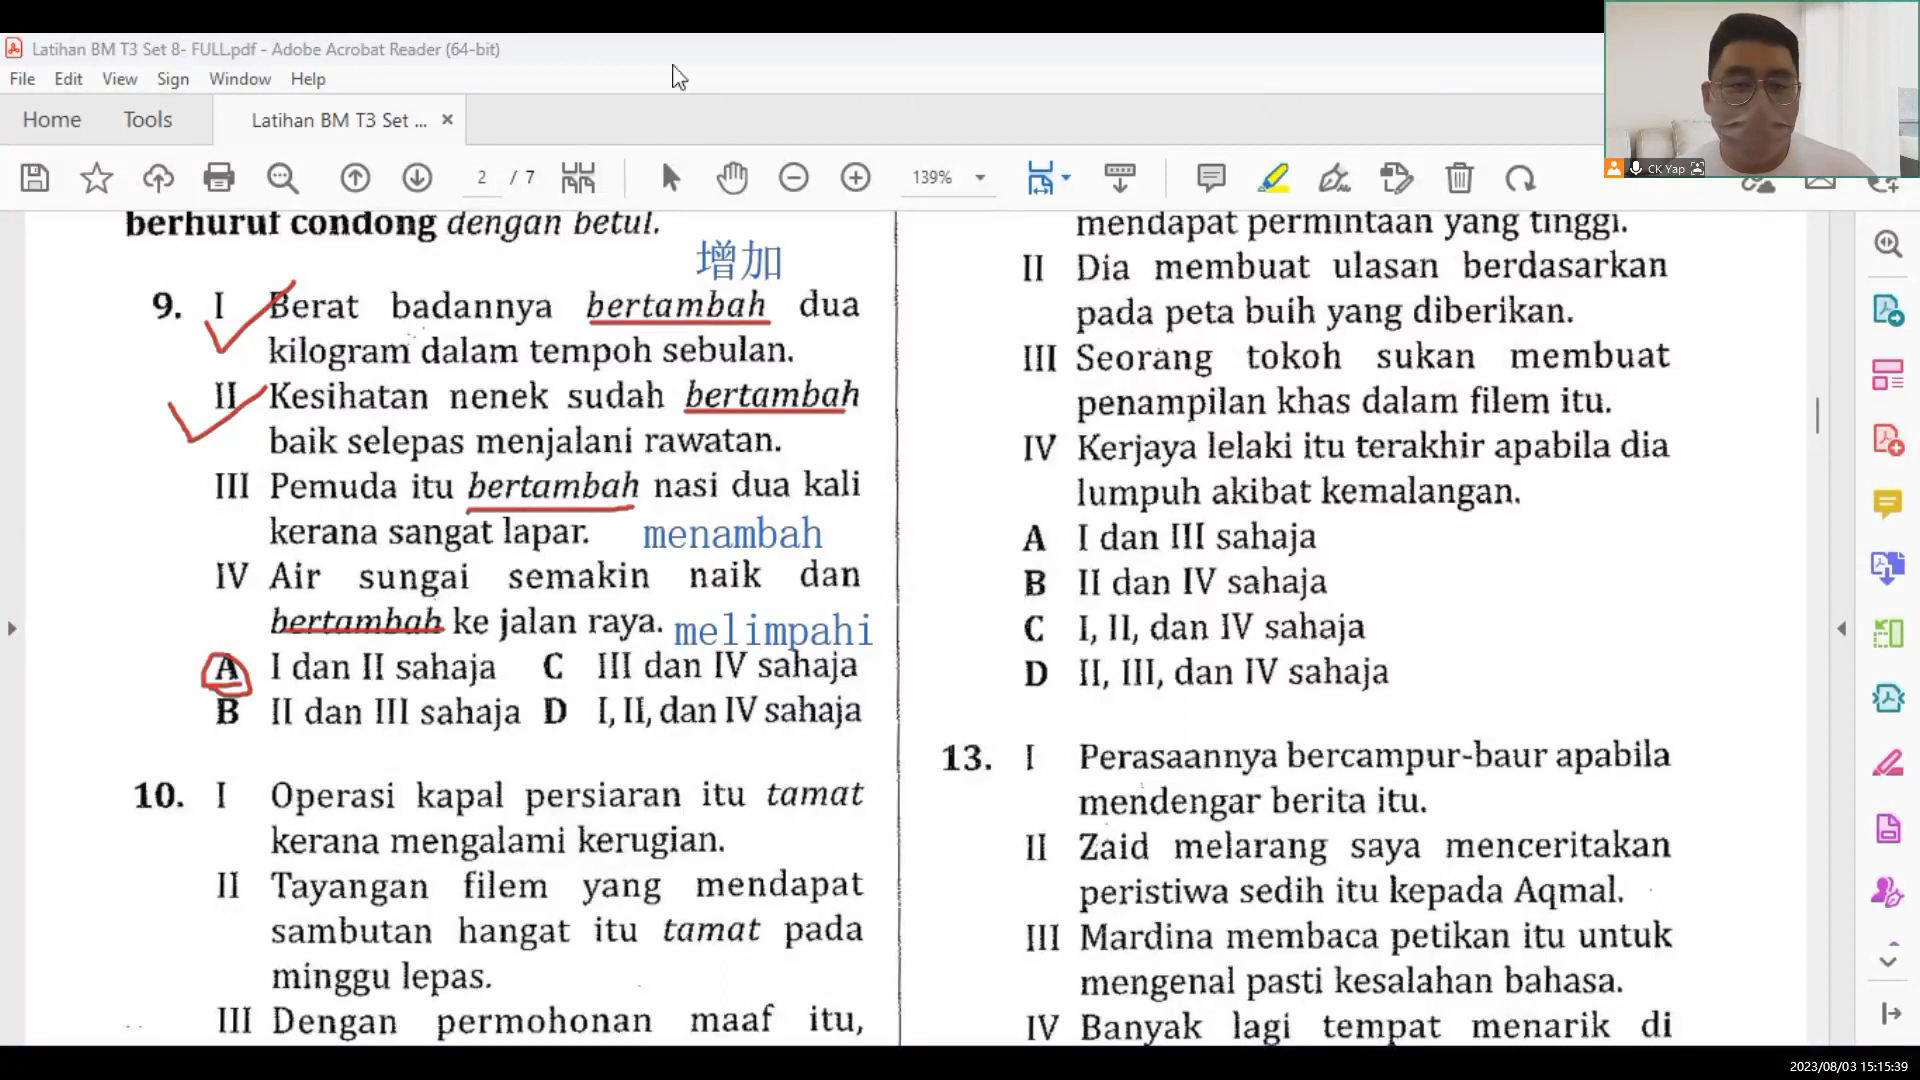 Latihan BM T3 Set 8- FULL.pdf - Adobe Acrobat Reader (64-bit)
File Edit View Sign Window Help
Home Tools Latihan BM T3 Set ... ×
2 / 7 139%
CK Yap
berhuruf condong dengan betul.
增加
9. I Berat badannya bertambah dua
kilogram dalam tempoh sebulan.
II Kesihatan nenek sudah bertambah
baik selepas menjalani rawatan.
III Pemuda itu bertambah nasi dua kali
kerana sangat lapar. menambah
IV Air sungai semakin naik dan
bertambah ke jalan raya. melimpahi
A I dan II sahaja C III dan IV sahaja
B II dan III sahaja D I, II, dan IV sahaja
10. I Operasi kapal persiaran itu tamat
kerana mengalami kerugian.
II Tayangan filem yang mendapat
sambutan hangat itu tamat pada
minggu lepas.
III Dengan permohonan maaf itu,
mendapat permintaan yang tinggi.
II Dia membuat ulasan berdasarkan
pada peta buih yang diberikan.
III Seorang tokoh sukan membuat
penampilan khas dalam filem itu.
IV Kerjaya lelaki itu terakhir apabila dia
lumpuh akibat kemalangan.
A I dan III sahaja
B II dan IV sahaja
C I, II, dan IV sahaja
D II, III, dan IV sahaja
13. I Perasaannya bercampur-baur apabila
mendengar berita itu.
II Zaid melarang saya menceritakan
peristiwa sedih itu kepada Aqmal.
III Mardina membaca petikan itu untuk
mengenal pasti kesalahan bahasa.
IV Banyak lagi tempat menarik di
2023/08/03 15:15:39